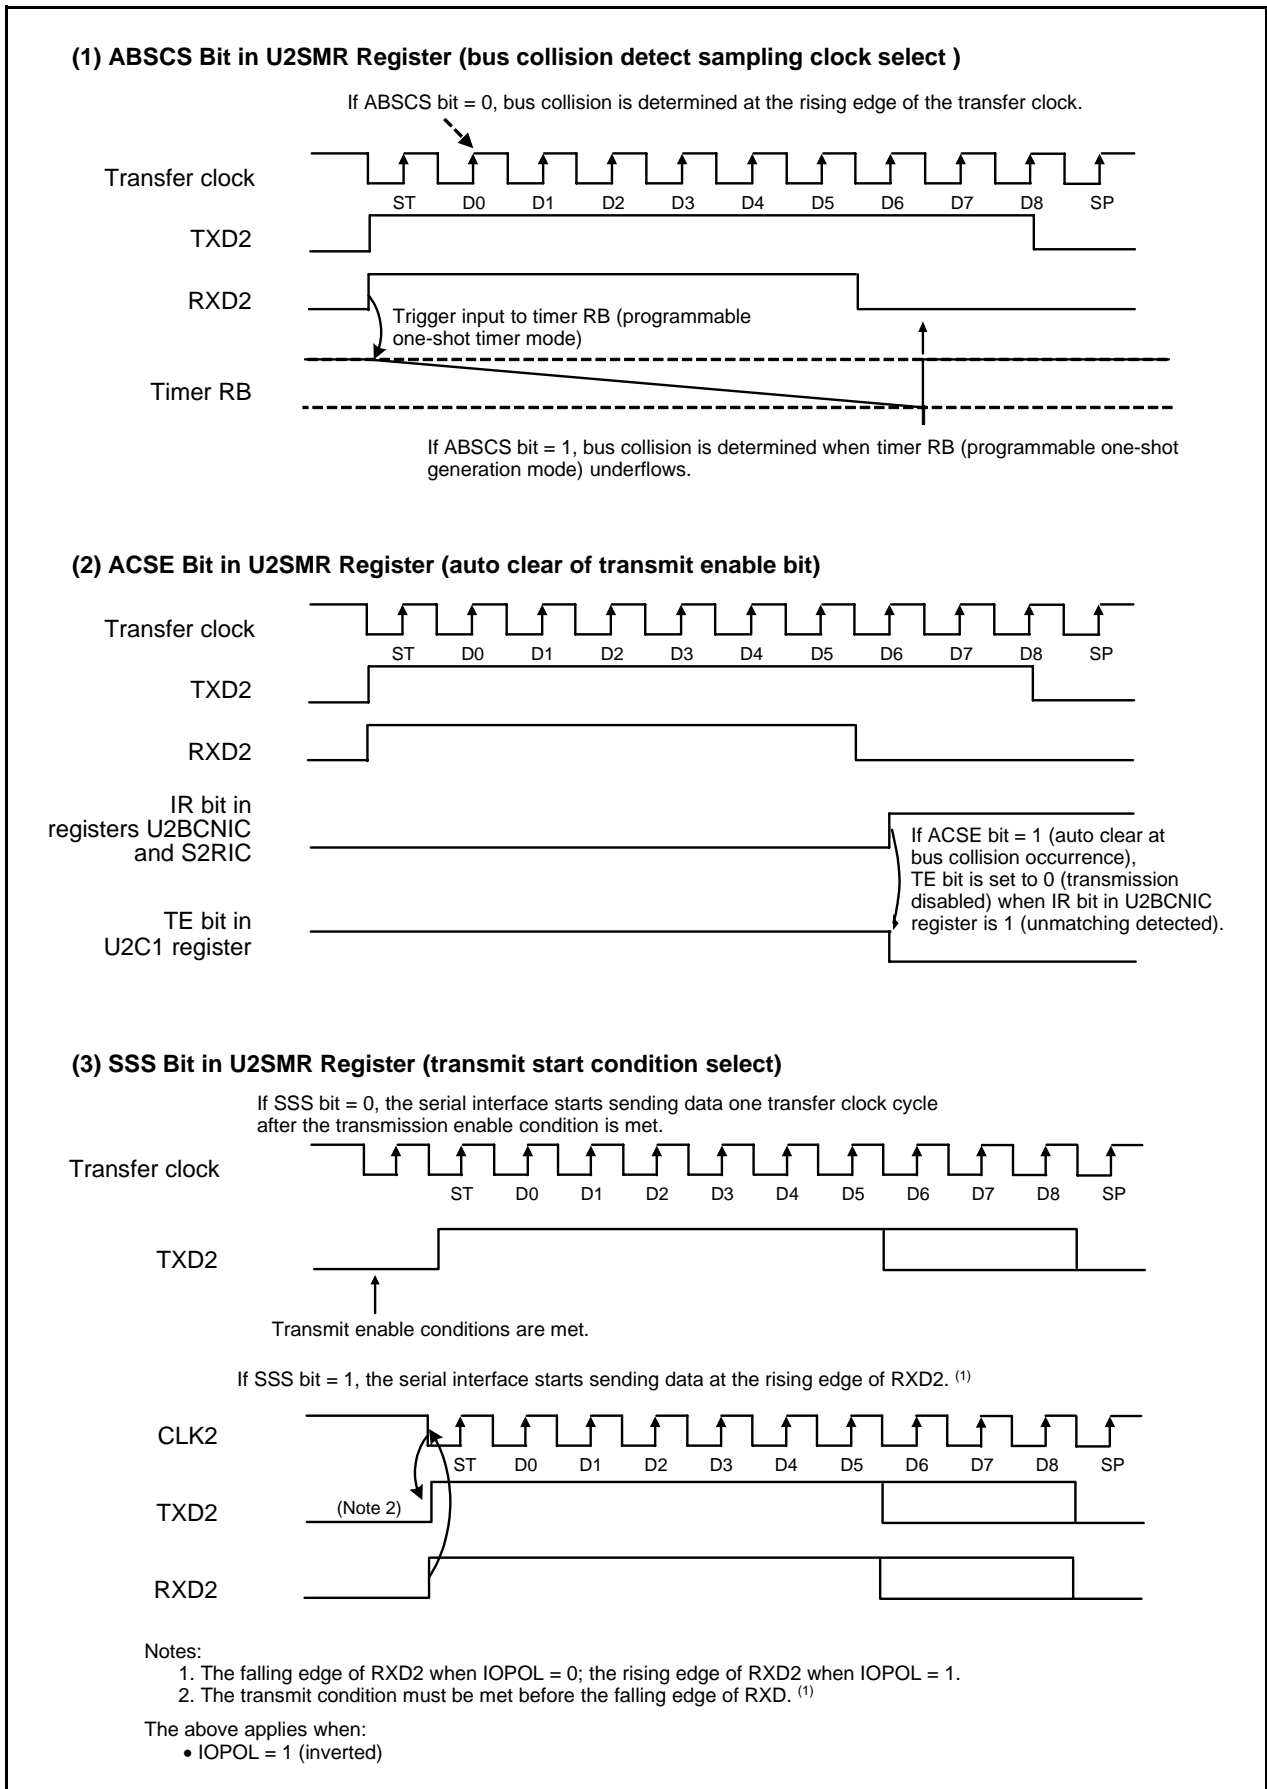 (1) ABSCS Bit in U2SMR Register (bus collision detect sampling clock select )
If ABSCS bit = 0, bus collision is determined at the rising edge of the transfer clock.
Transfer clock
ST D0 D1 D2 D3 D4 D5 D6 D7 D8 SP
TXD2
RXD2
Trigger input to timer RB (programmable
one-shot timer mode)
Timer RB
If ABSCS bit = 1, bus collision is determined when timer RB (programmable one-shot
generation mode) underflows.
(2) ACSE Bit in U2SMR Register (auto clear of transmit enable bit)
Transfer clock
ST D0 D1 D2 D3 D4 D5 D6 D7 D8 SP
TXD2
RXD2
IR bit in
registers U2BCNIC
and S2RIC
If ACSE bit = 1 (auto clear at
bus collision occurrence),
TE bit is set to 0 (transmission
disabled) when IR bit in U2BCNIC
register is 1 (unmatching detected).
TE bit in
U2C1 register
(3) SSS Bit in U2SMR Register (transmit start condition select)
If SSS bit = 0, the serial interface starts sending data one transfer clock cycle
after the transmission enable condition is met.
Transfer clock
ST D0 D1 D2 D3 D4 D5 D6 D7 D8 SP
TXD2
Transmit enable conditions are met.
If SSS bit = 1, the serial interface starts sending data at the rising edge of RXD2. (1)
CLK2
ST D0 D1 D2 D3 D4 D5 D6 D7 D8 SP
TXD2
(Note 2)
RXD2
Notes:
1. The falling edge of RXD2 when IOPOL = 0; the rising edge of RXD2 when IOPOL = 1.
2. The transmit condition must be met before the falling edge of RXD. (1)
The above applies when:
• IOPOL = 1 (inverted)